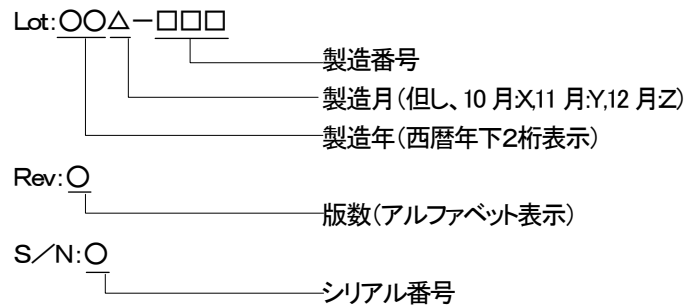 Lot:○○△－□□□
製造番号
製造月(但し、10月:X,11月:Y,12月:Z)
製造年(西暦年下2桁表示)
Rev:○
版数(アルファベット表示)
S／N:○
シリアル番号